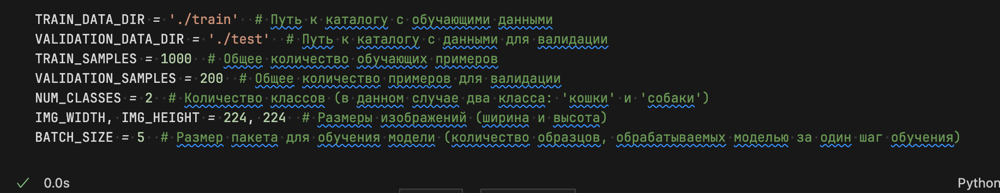 TRAIN_DATA_DIR = './train'  # Путь к каталогу с обучающими данными
VALIDATION_DATA_DIR = './test'  # Путь к каталогу с данными для валидации
TRAIN_SAMPLES = 1000  # Общее количество обучающих примеров
VALIDATION_SAMPLES = 200  # Общее количество примеров для валидации
NUM_CLASSES = 2  # Количество классов (в данном случае два класса: 'кошки' и 'собаки')
IMG_WIDTH, IMG_HEIGHT = 224, 224  # Размеры изображений (ширина и высота)
BATCH_SIZE = 5  # Размер пакета для обучения модели (количество образцов, обрабатываемых моделью за один шаг обучения)
0.0s
Python